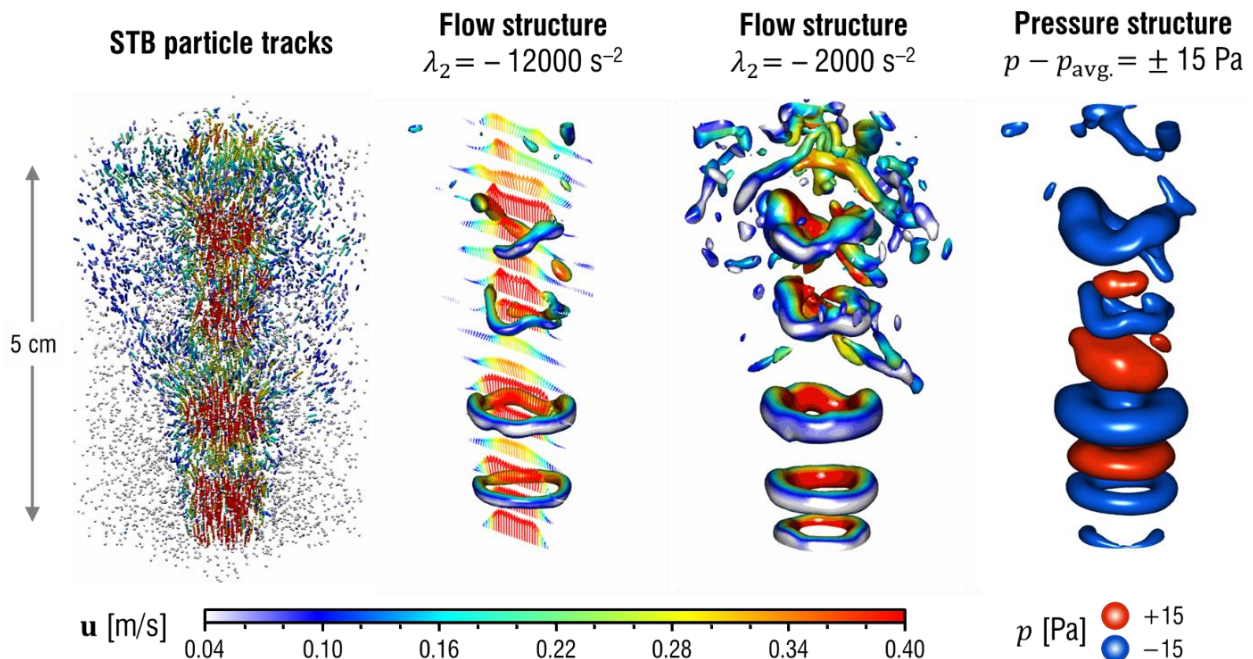 STB particle tracks
Flow structure
λ₂ = – 12000 s⁻²
Flow structure
λ₂ = – 2000 s⁻²
Pressure structure
p – p_avg. = ± 15 Pa
5 cm
u [m/s]
0.04 0.10 0.16 0.22 0.28 0.34 0.40
p [Pa]
+15
−15